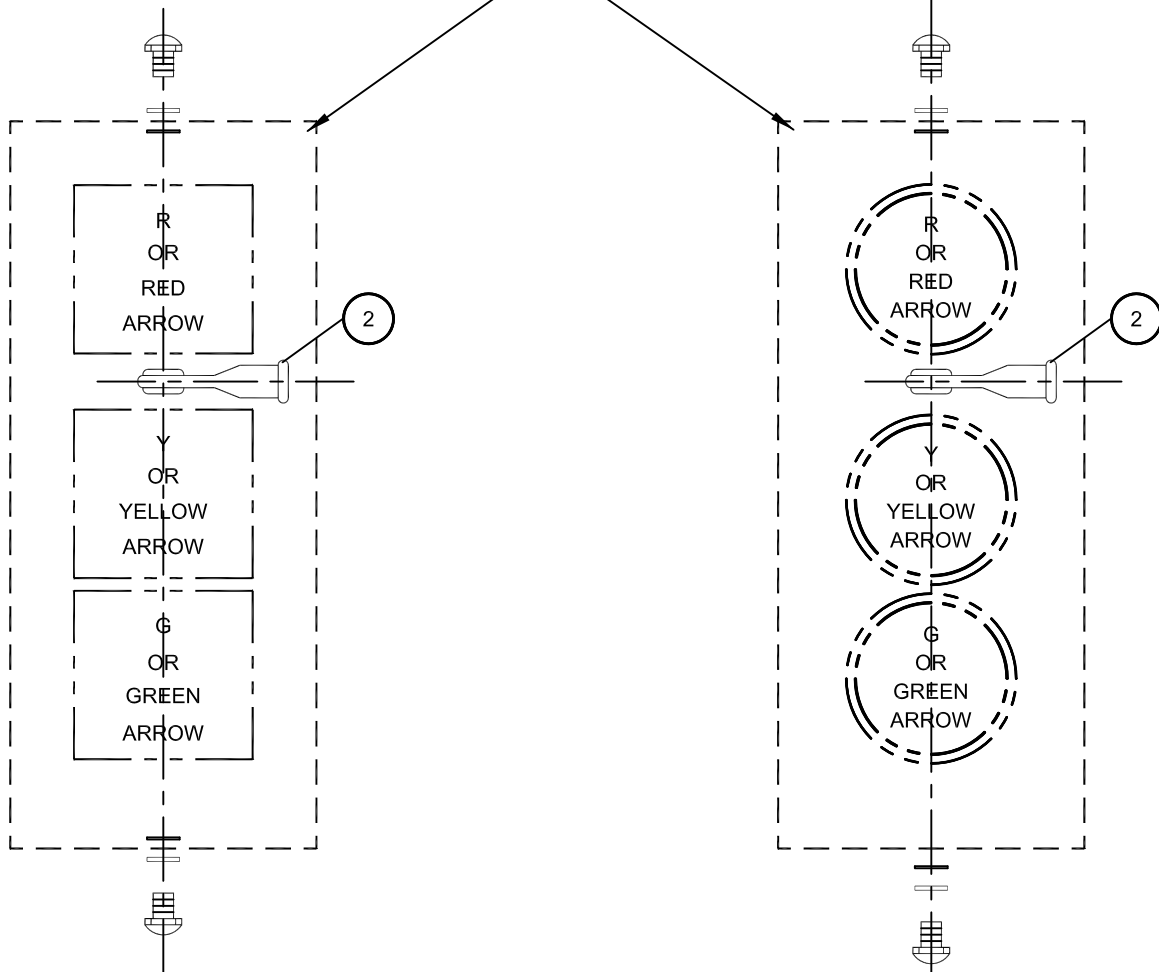 R
OR
RED
ARROW
2
Y
OR
YELLOW
ARROW
G
OR
GREEN
ARROW
R
OR
RED
ARROW
2
Y
OR
YELLOW
ARROW
G
OR
GREEN
ARROW